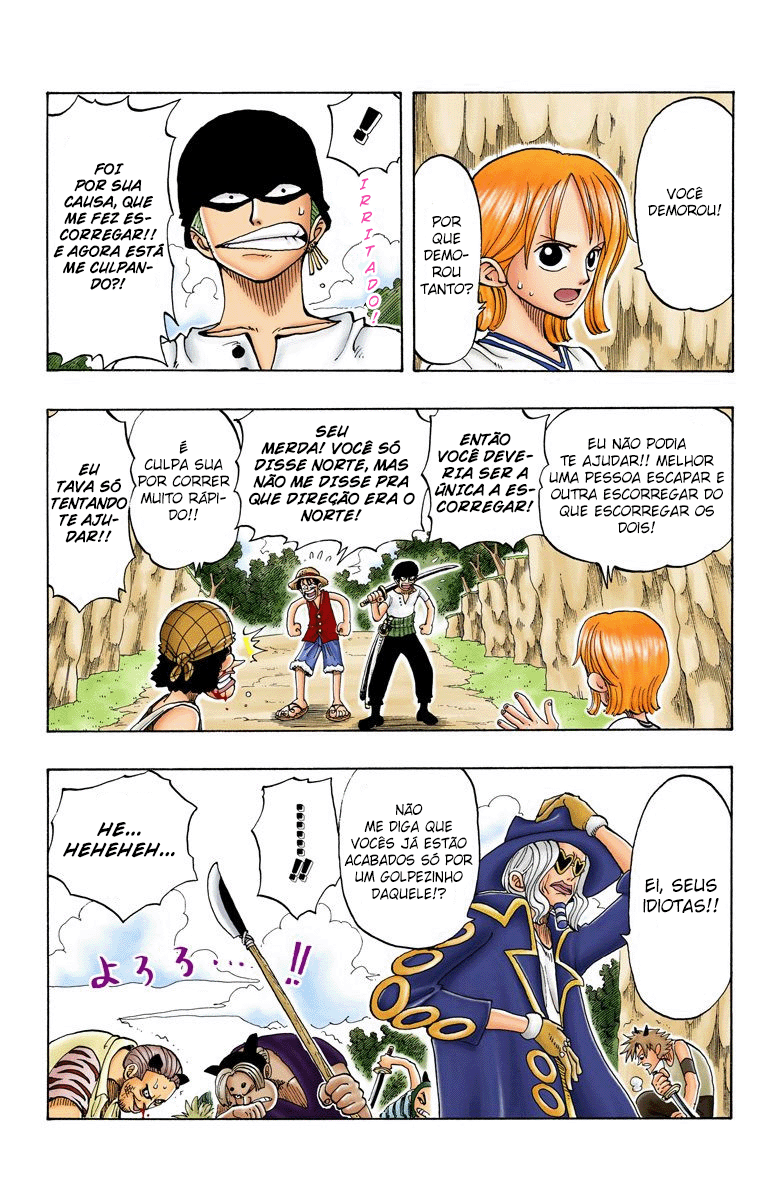 VOCÊ
DEMOROU!
POR
QUE
DEMO-
ROU
TANTO?
!!
IRRITADO!
FOI
POR SUA
CAUSA, QUE
ME FEZ ES-
CORREGAR!!
E AGORA ESTÁ
ME CULPAN-
DO?!
EU NÃO PODIA
TE AJUDAR!! MELHOR
UMA PESSOA ESCAPAR E
OUTRA ESCORREGAR DO
QUE ESCORREGAR OS
DOIS!
ENTÃO
VOCÊ DEVE-
RIA SER A
ÚNICA A ES-
CORREGAR!
SEU
MERDA! VOCÊ SÓ
DISSE NORTE, MAS
NÃO ME DISSE PRA
QUE DIREÇÃO ERA O
NORTE!
É
CULPA SUA
POR CORRER
MUITO RÁPI-
DO!!
EU
TAVA SÓ
TENTANDO
TE AJU-
DAR!!
EI, SEUS
IDIOTAS!!
NÃO
ME DIGA QUE
VOCÊS JÁ ESTÃO
ACABADOS SÓ POR
UM GOLPEZINHO
DAQUELE!?
......!!
HE...
HEHEHEH...
よろろ… !!